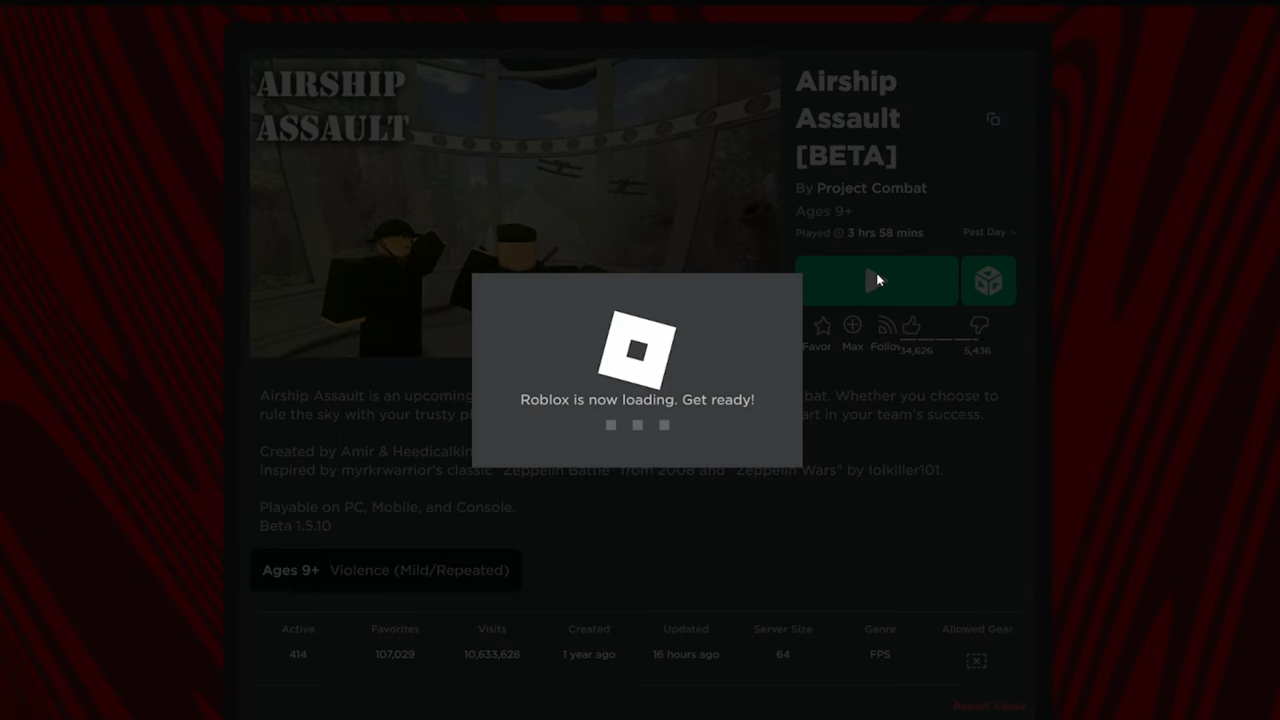 AIRSHIP
ASSAULT
Airship
Assault
[BETA]
By Project Combat
Ages 9+
Played 3 hrs 58 mins Past Day
Favor Max Follow 34,626 5,436
Roblox is now loading. Get ready!
Airship Assault is an upcoming bat. Whether you choose to
rule the sky with your trusty pl art in your team's success.
Created by Amir & Heedicalkin
Inspired by myrkrwarrior's classic "Zeppelin Battle" from 2008 and "Zeppelin Wars" by lolkiller101.
Playable on PC, Mobile, and Console.
Beta 1.5.10
Ages 9+ Violence (Mild/Repeated)
Active Favorites Visits Created Updated Server Size Genre Allowed Gear
414 107,029 10,633,628 1 year ago 16 hours ago 64 FPS
Report Abuse